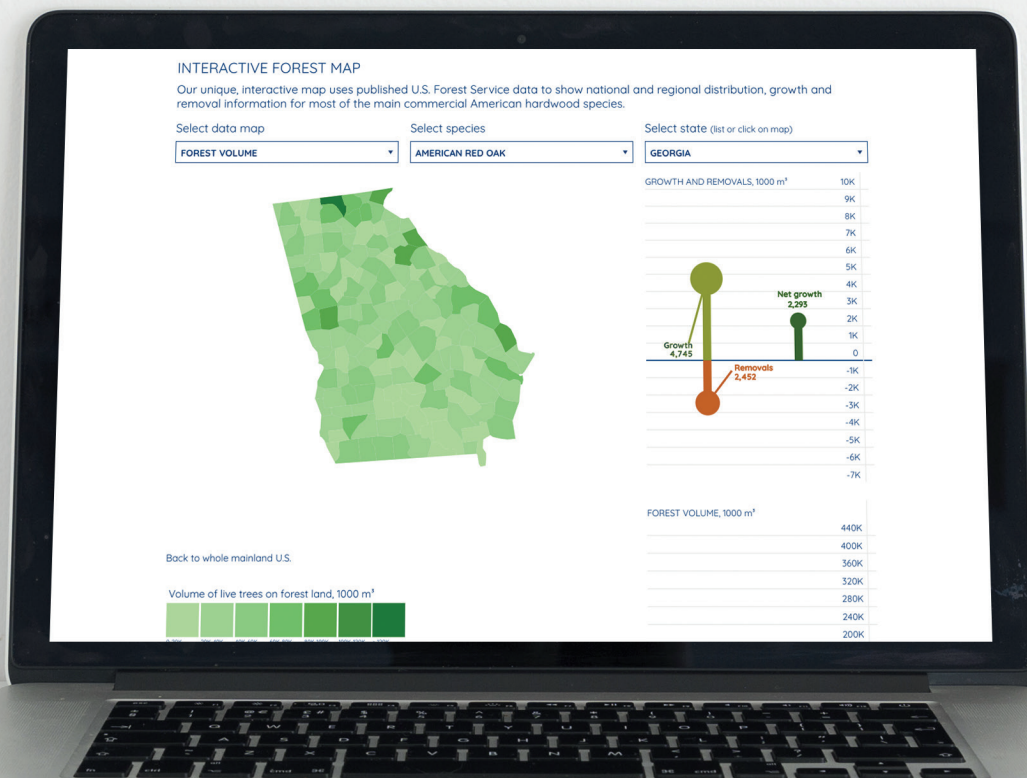 INTERACTIVE FOREST MAP
Our unique, interactive map uses published U.S. Forest Service data to show national and regional distribution, growth and
removal information for most of the main commercial American hardwood species.
Select data map
FOREST VOLUME
Select species
AMERICAN RED OAK
Select state (list or click on map)
GEORGIA
GROWTH AND REMOVALS, 1000 m³
10K
9K
8K
7K
6K
5K
4K
3K
2K
1K
0
-1K
-2K
-3K
-4K
-5K
-6K
-7K
Net growth
2,293
Growth
4,745
Removals
2,452
FOREST VOLUME, 1000 m³
440K
400K
360K
320K
280K
240K
200K
Back to whole mainland U.S.
Volume of live trees on forest land, 1000 m³